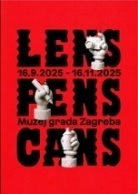 LENS
16.9.2025 - 16.11.2025
PENS
Muzej grada Zagreba
CANS